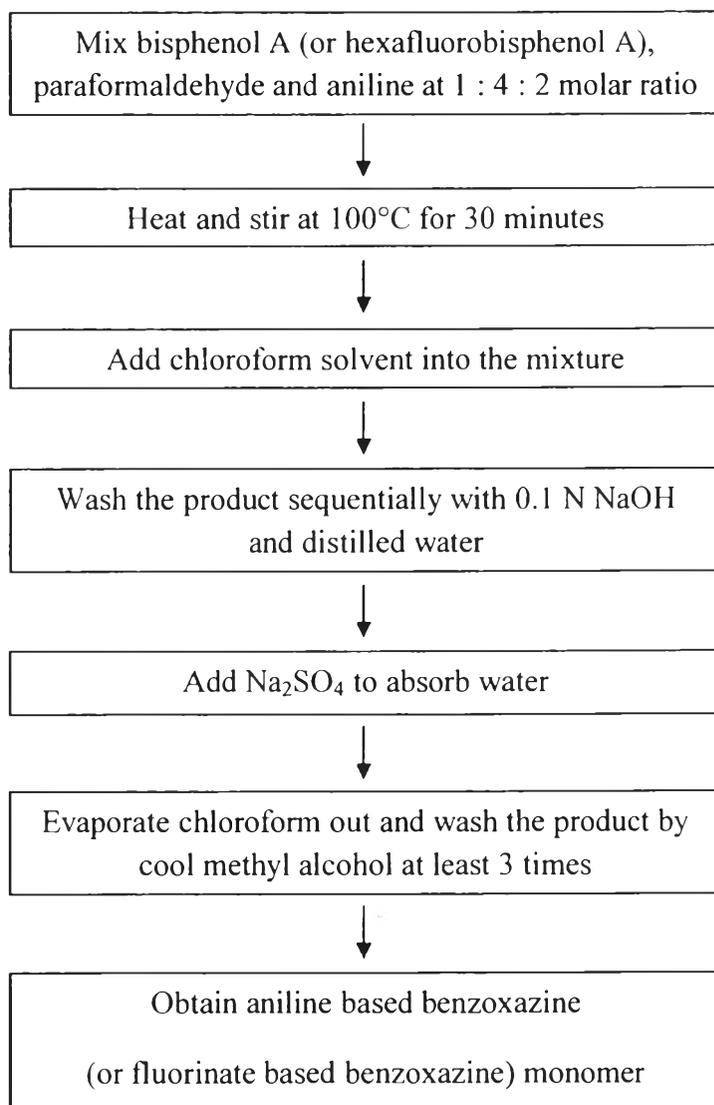 Mix bisphenol A (or hexafluorobisphenol A),
paraformaldehyde and aniline at 1 : 4 : 2 molar ratio
Heat and stir at 100°C for 30 minutes
Add chloroform solvent into the mixture
Wash the product sequentially with 0.1 N NaOH
and distilled water
Add Na₂SO₄ to absorb water
Evaporate chloroform out and wash the product by
cool methyl alcohol at least 3 times
Obtain aniline based benzoxazine
(or fluorinate based benzoxazine) monomer